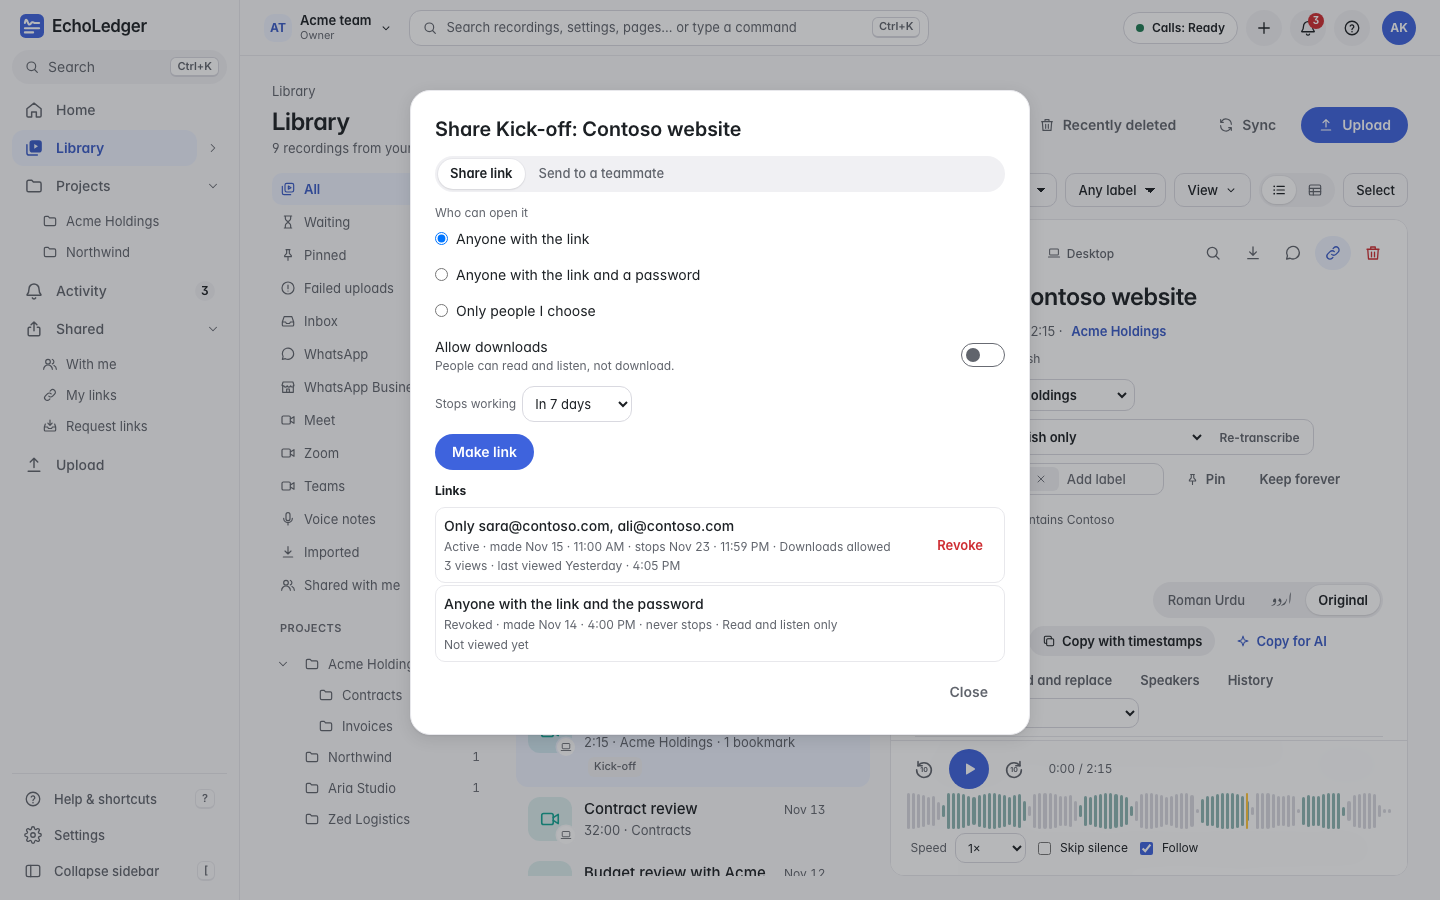 EchoLedger
Search Ctrl+K
Home
Library
Projects
Acme Holdings
Northwind
Activity 3
Shared
With me
My links
Request links
Upload
Help & shortcuts ?
Settings
Collapse sidebar [
AT Acme team
Owner
Search recordings, settings, pages... or type a command Ctrl+K
Calls: Ready
3
AK
Library
Library
9 recordings from your
Recently deleted
Sync
Upload
All
Waiting
Pinned
Failed uploads
Inbox
WhatsApp
WhatsApp Busine
Meet
Zoom
Teams
Voice notes
Imported
Shared with me
PROJECTS
Acme Holding
Contracts
Invoices
Northwind 1
Aria Studio 1
Zed Logistics
Any label
View
Select
Share Kick-off: Contoso website
Share link
Send to a teammate
Who can open it
Anyone with the link
Anyone with the link and a password
Only people I choose
Allow downloads
People can read and listen, not download.
Stops working In 7 days
Make link
Links
Only sara@contoso.com, ali@contoso.com
Active · made Nov 15 · 11:00 AM · stops Nov 23 · 11:59 PM · Downloads allowed
3 views · last viewed Yesterday · 4:05 PM
Revoke
Anyone with the link and the password
Revoked · made Nov 14 · 4:00 PM · never stops · Read and listen only
Not viewed yet
Close
2:15 · Acme Holdings · 1 bookmark
Kick-off
Contract review Nov 13
32:00 · Contracts
Budget review with Acme Nov 12
Desktop
ontoso website
2:15 · Acme Holdings
sh
oldings
ish only
Re-transcribe
Add label
Pin
Keep forever
ntains Contoso
Roman Urdu
اردو
Original
Copy with timestamps
Copy for AI
d and replace
Speakers
History
10
10
0:00 / 2:15
Speed 1×
Skip silence
Follow